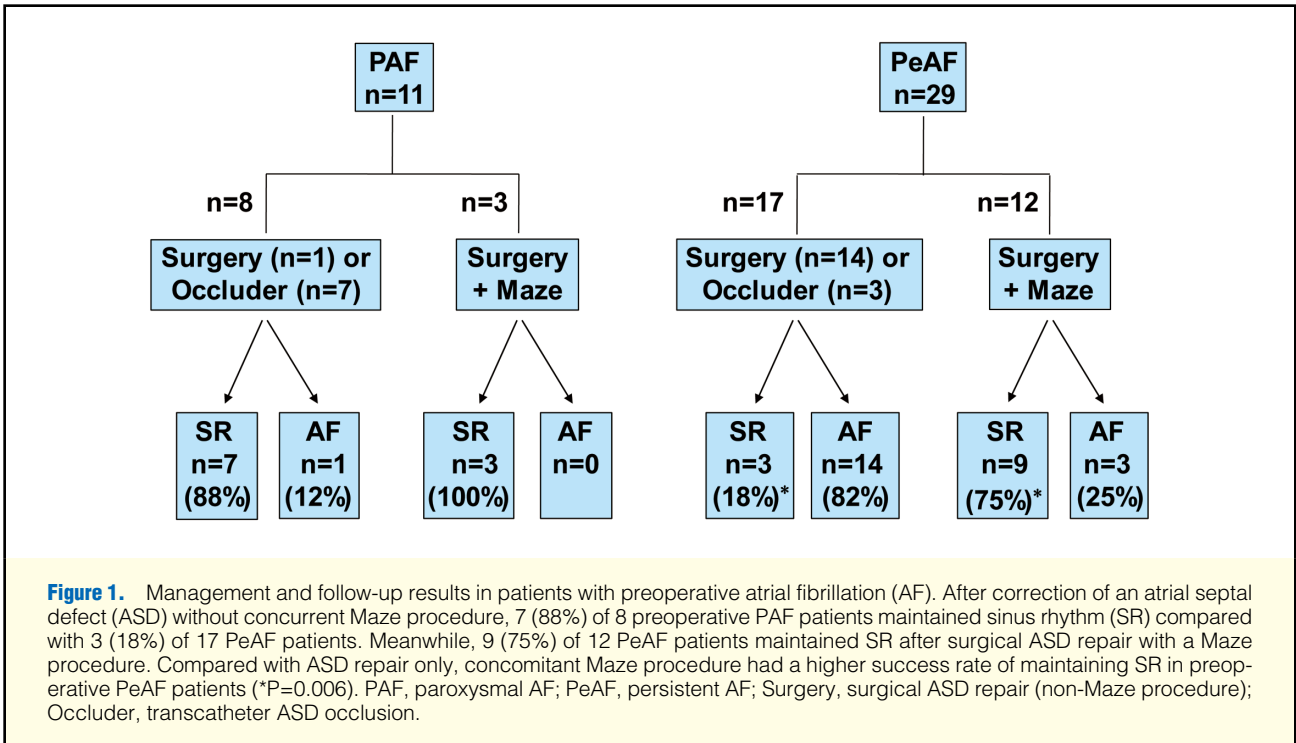 PAF
n=11
PeAF
n=29
n=8
n=3
n=17
n=12
Surgery (n=1) or
Occluder (n=7)
Surgery
+ Maze
Surgery (n=14) or
Occluder (n=3)
Surgery
+ Maze
SR
n=7
(88%)
AF
n=1
(12%)
SR
n=3
(100%)
AF
n=0
SR
n=3
(18%)*
AF
n=14
(82%)
SR
n=9
(75%)*
AF
n=3
(25%)
Figure 1. Management and follow-up results in patients with preoperative atrial fibrillation (AF). After correction of an atrial septal
defect (ASD) without concurrent Maze procedure, 7 (88%) of 8 preoperative PAF patients maintained sinus rhythm (SR) compared
with 3 (18%) of 17 PeAF patients. Meanwhile, 9 (75%) of 12 PeAF patients maintained SR after surgical ASD repair with a Maze
procedure. Compared with ASD repair only, concomitant Maze procedure had a higher success rate of maintaining SR in preop-
erative PeAF patients (*P=0.006). PAF, paroxysmal AF; PeAF, persistent AF; Surgery, surgical ASD repair (non-Maze procedure);
Occluder, transcatheter ASD occlusion.